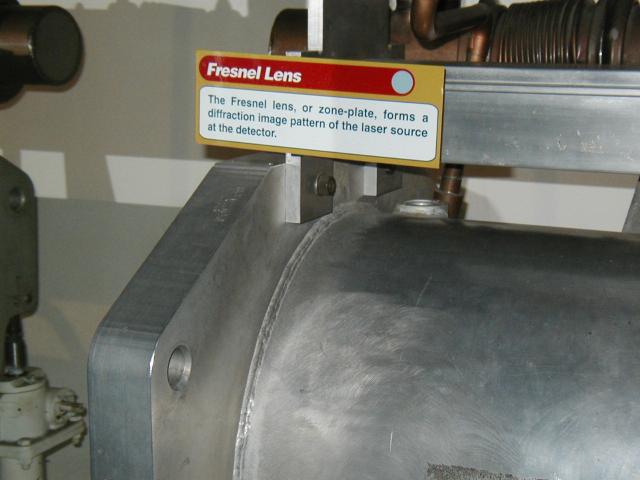 Fresnel Lens
The Fresnel lens, or zone-plate, forms a
diffraction image pattern of the laser source
at the detector.